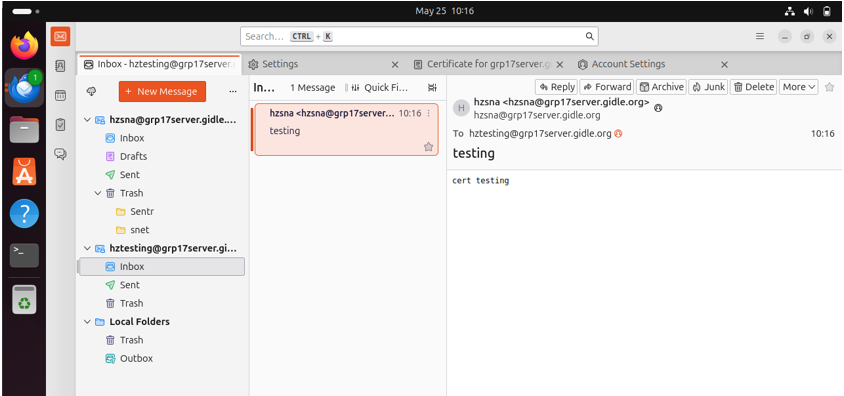 May 25 10:16
Search… CTRL + K
Inbox - hztesting@grp17server.
Settings
Certificate for grp17server.gi
Account Settings
+ New Message
hzsna@grp17server.gidle....
Inbox
Drafts
Sent
Trash
Sentr
snet
hztesting@grp17server.gi...
Inbox
Sent
Trash
Local Folders
Trash
Outbox
In... 1 Message Quick Fi...
hzsna <hzsna@grp17server... 10:16
testing
Reply Forward Archive Junk Delete More
H
hzsna <hzsna@grp17server.gidle.org>
hzsna@grp17server.gidle.org
To hztesting@grp17server.gidle.org 10:16
testing
cert testing
1
>_
?